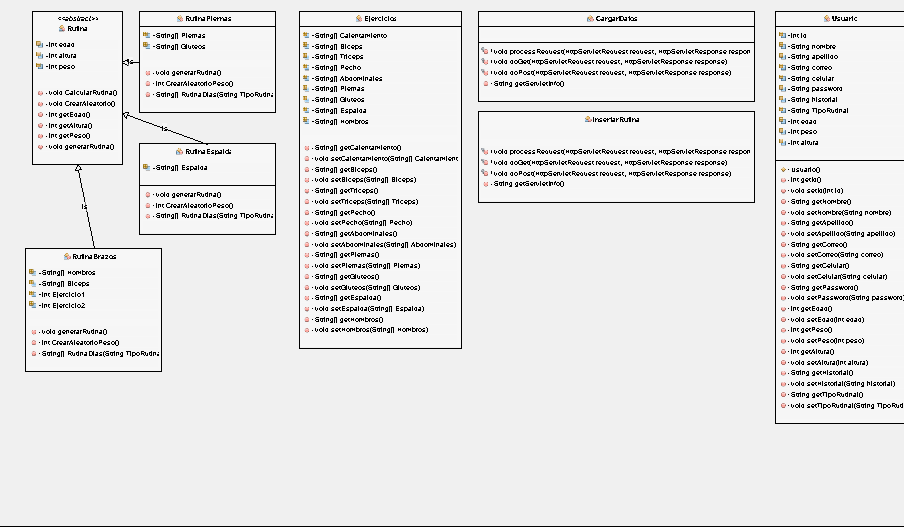 <<abstract>>
Rutina
-int edad
-int altura
-int peso
- void CalcularRutina()
- void CrearAleatorio()
- int getEdad()
- int getAltura()
- int getPeso()
- void generarRutina()
RutinaPiernas
-String[] Piernas
-String[] Gluteos
- void generarRutina()
- int CrearAleatorioPeso()
- String[] RutinaDias(String TipoRutina
is
is
RutinaEspalda
-String[] Espalda
- void generarRutina()
- int CrearAleatorioPeso()
- String[] RutinaDias(String TipoRutina
is
RutinaBrazos
-String[] Hombros
-String[] Biceps
-int Ejercicio1
-int Ejercicio2
- void generarRutina()
- int CrearAleatorioPeso()
- String[] RutinaDias(String TipoRutina
Ejercicios
-String[] Calentamiento
-String[] Biceps
-String[] Triceps
-String[] Pecho
-String[] Abdominales
-String[] Piernas
-String[] Gluteos
-String[] Espalda
-String[] Hombros
- String[] getCalentamiento()
- void setCalentamiento(String[] Calentamient
- String[] getBiceps()
- void setBiceps(String[] Biceps)
- String[] getTriceps()
- void setTriceps(String[] Triceps)
- String[] getPecho()
- void setPecho(String[] Pecho)
- String[] getAbdominales()
- void setAbdominales(String[] Abdominales)
- String[] getPiernas()
- void setPiernas(String[] Piernas)
- String[] getGluteos()
- void setGluteos(String[] Gluteos)
- String[] getEspalda()
- void setEspalda(String[] Espalda)
- String[] getHombros()
- void setHombros(String[] Hombros)
CargarDatos
void processRequest(HttpServletRequest request, HttpServletResponse respon
void doGet(HttpServletRequest request, HttpServletResponse response)
void doPost(HttpServletRequest request, HttpServletResponse response)
- String getServletInfo()
InsertarRutina
void processRequest(HttpServletRequest request, HttpServletResponse respon
void doGet(HttpServletRequest request, HttpServletResponse response)
void doPost(HttpServletRequest request, HttpServletResponse response)
- String getServletInfo()
Usuario
-int id
-String nombre
-String apellido
-String correo
-String celular
-String password
-String historial
-String TipoRutinal
-int edad
-int peso
-int altura
- Usuario()
- int getId()
- void setId(int id)
- String getNombre()
- void setNombre(String nombre)
- String getApellido()
- void setApellido(String apellido)
- String getCorreo()
- void setCorreo(String correo)
- String getCelular()
- void setCelular(String celular)
- String getPassword()
- void setPassword(String password)
- int getEdad()
- void setEdad(int edad)
- int getPeso()
- void setPeso(int peso)
- int getAltura()
- void setAltura(int altura)
- String getHistorial()
- void setHistorial(String historial)
- String getTipoRutinal()
- void setTipoRutinal(String TipoRut